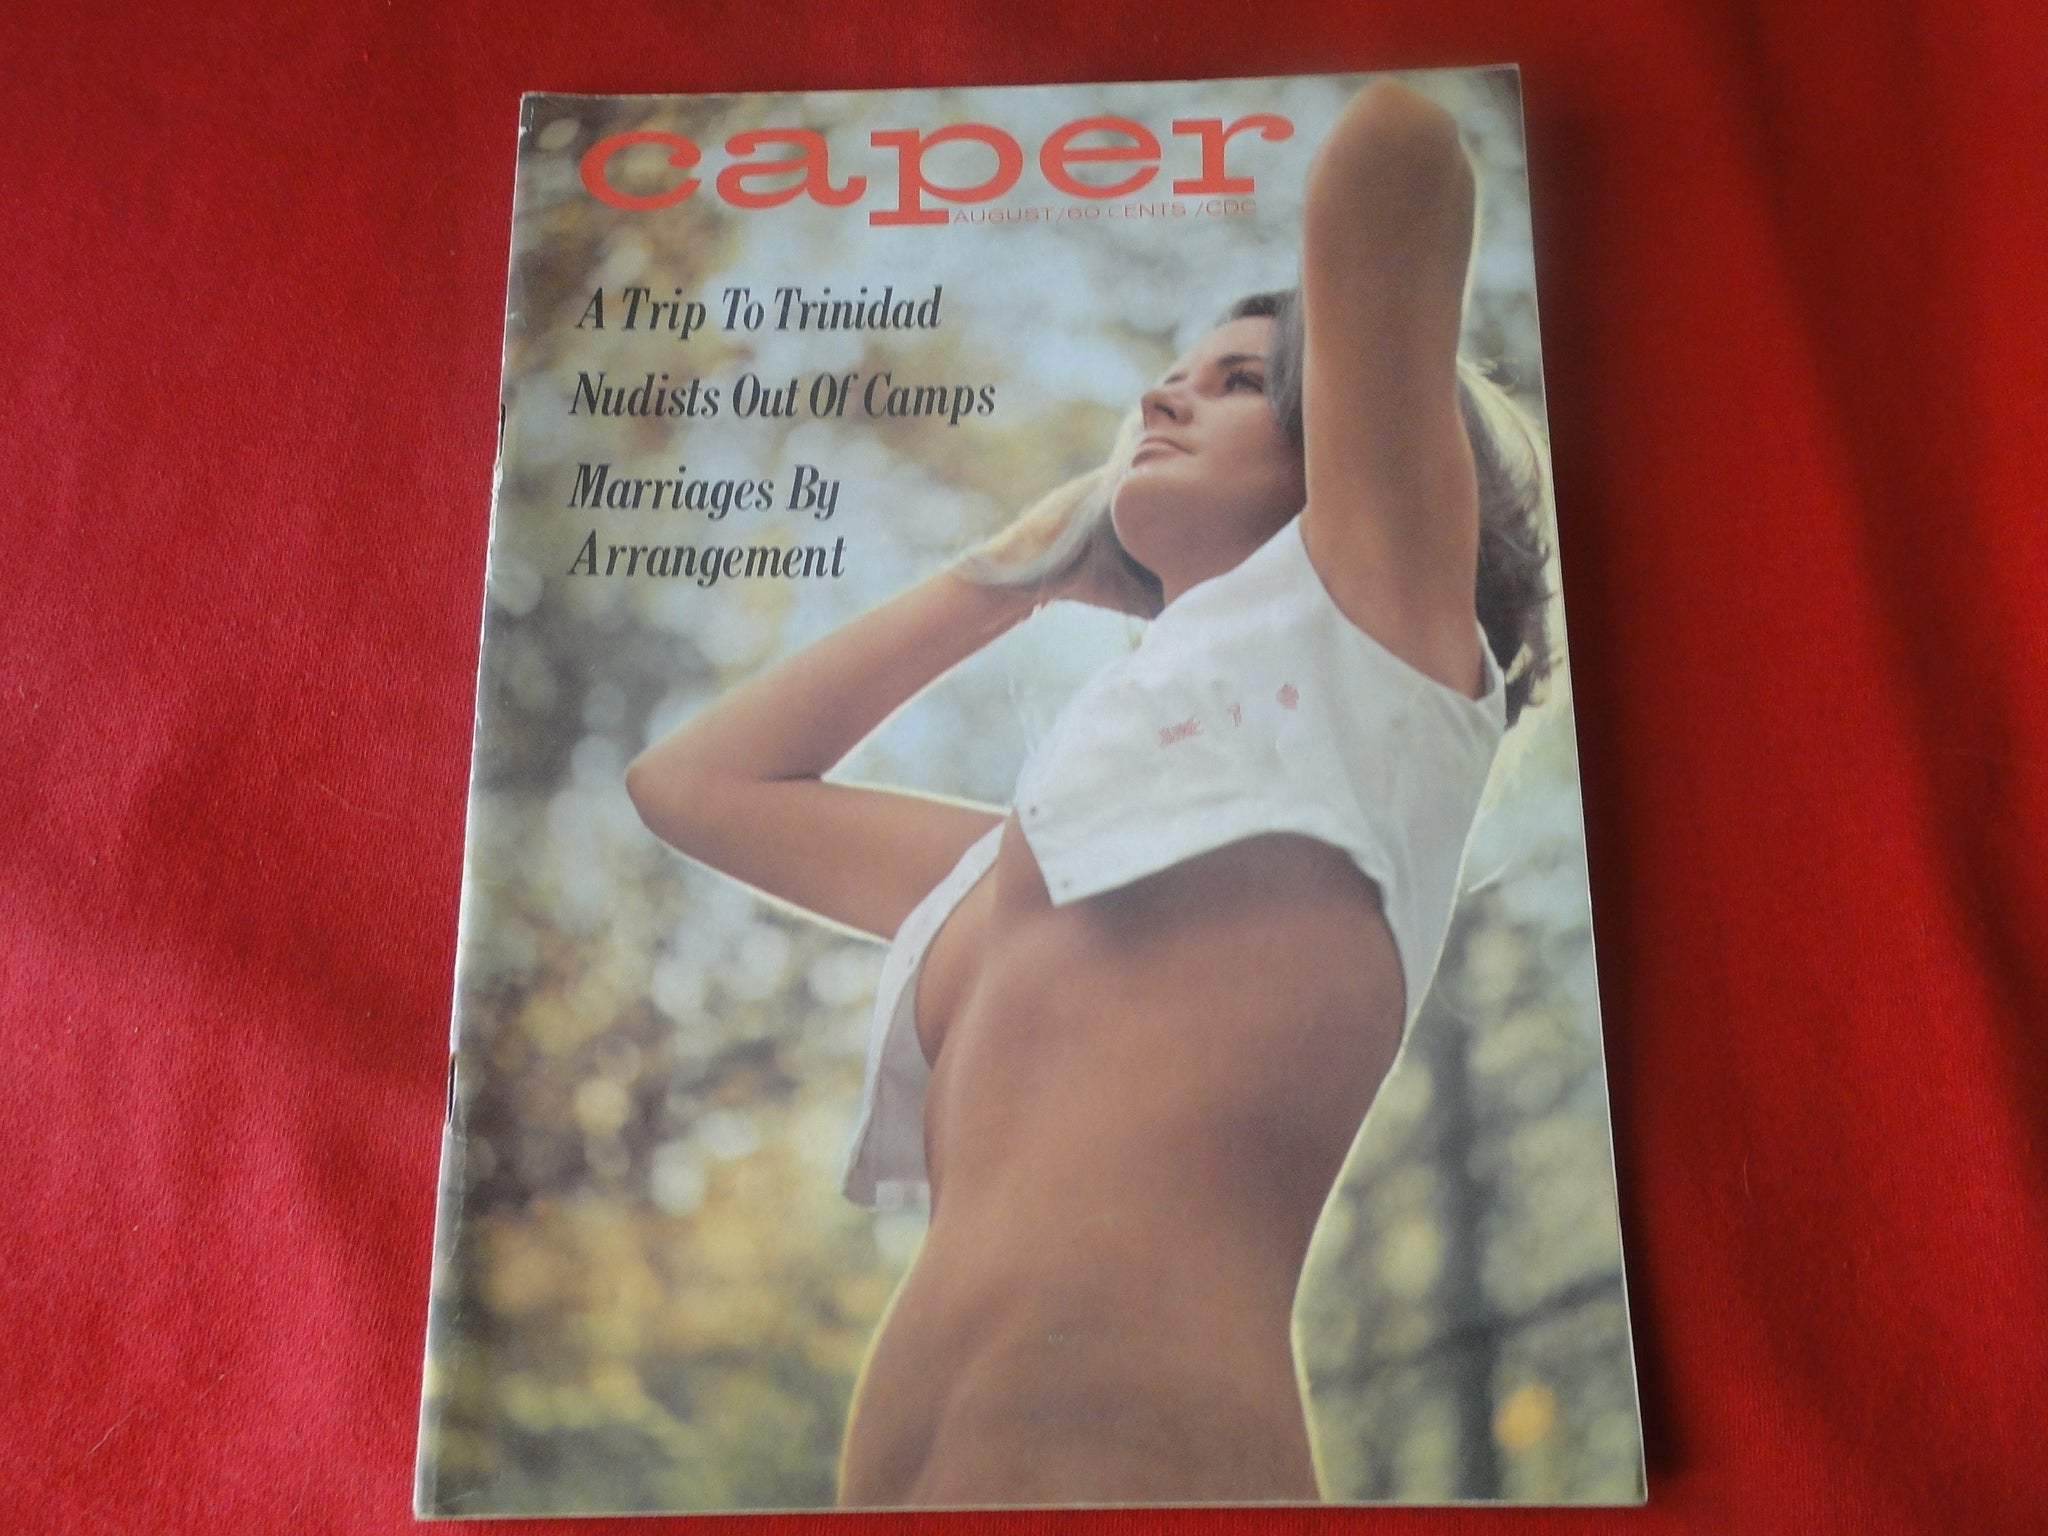 caper
AUGUST/60 CENTS/CDC
A Trip To Trinidad
Nudists Out Of Camps
Marriages By
Arrangement